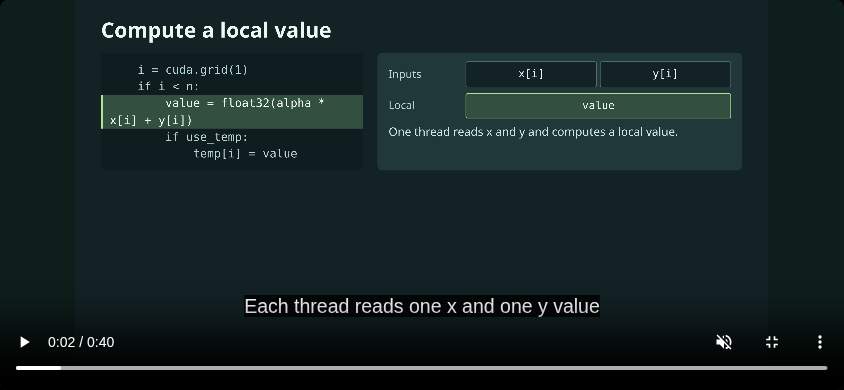 Compute a local value
i = cuda.grid(1)
if i < n:
value = float32(alpha *
x[i] + y[i])
if use_temp:
temp[i] = value
Inputs x[i] y[i]
Local value
One thread reads x and y and computes a local value.
Each thread reads one x and one y value
0:02 / 0:40